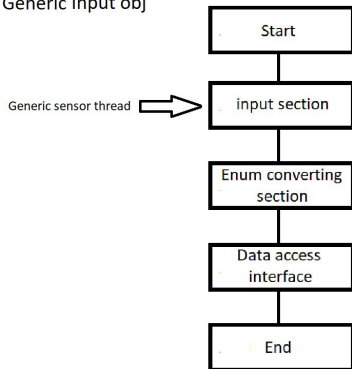 Generic input obj
Start
Generic sensor thread
input section
Enum converting
section
Data access
interface
End